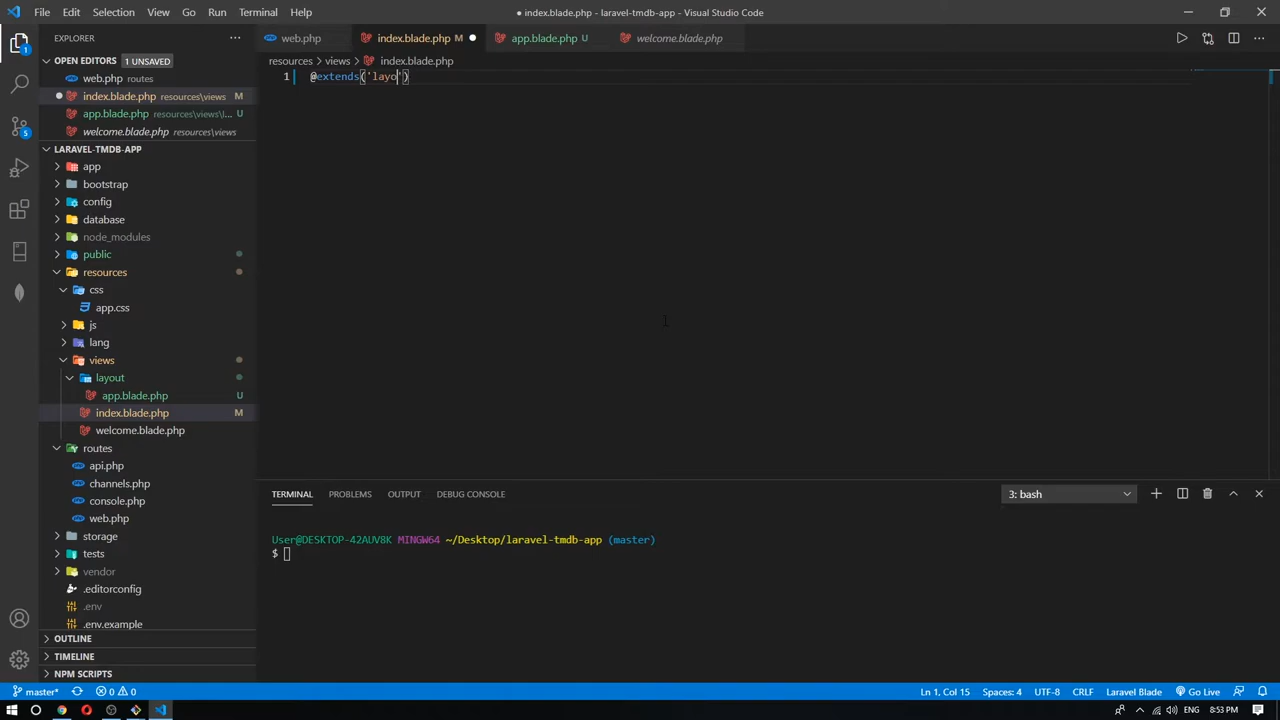 File Edit Selection View Go Run Terminal Help
● index.blade.php - laravel-tmdb-app - Visual Studio Code
EXPLORER
web.php
index.blade.php M
app.blade.php U
welcome.blade.php
OPEN EDITORS 1 UNSAVED
web.php routes
index.blade.php resources\views M
app.blade.php resources\views\l... U
welcome.blade.php resources\views
LARAVEL-TMDB-APP
app
bootstrap
config
database
node_modules
public
resources
css
app.css
js
lang
views
layout
app.blade.php U
index.blade.php M
welcome.blade.php
routes
api.php
channels.php
console.php
web.php
storage
tests
vendor
.editorconfig
.env
.env.example
OUTLINE
TIMELINE
NPM SCRIPTS
resources > views > index.blade.php
1 @extends('layo')
TERMINAL PROBLEMS OUTPUT DEBUG CONSOLE
3: bash
User@DESKTOP-42AUV8K MINGW64 ~/Desktop/laravel-tmdb-app (master)
$
1
5
master* 0 0
Ln 1, Col 15 Spaces: 4 UTF-8 CRLF Laravel Blade Go Live
ENG 8:53 PM